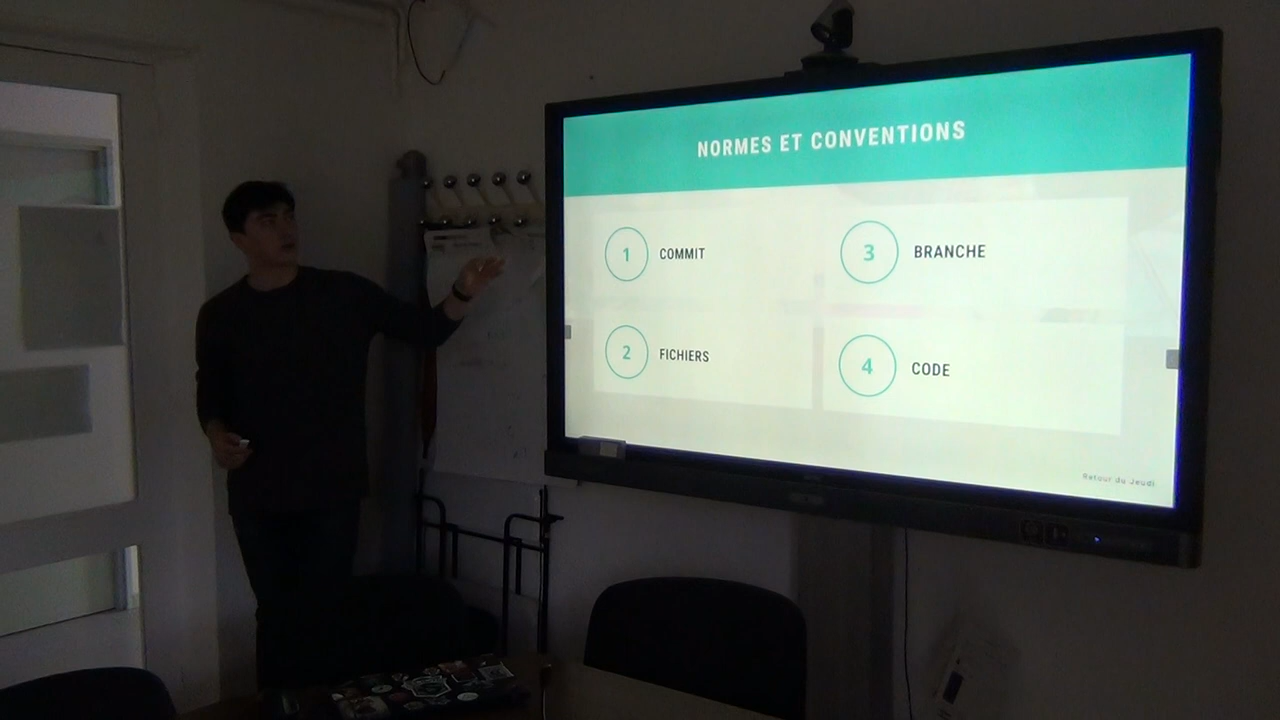 NORMES ET CONVENTIONS
1 COMMIT
2 FICHIERS
3 BRANCHE
4 CODE
Retour du Jeudi